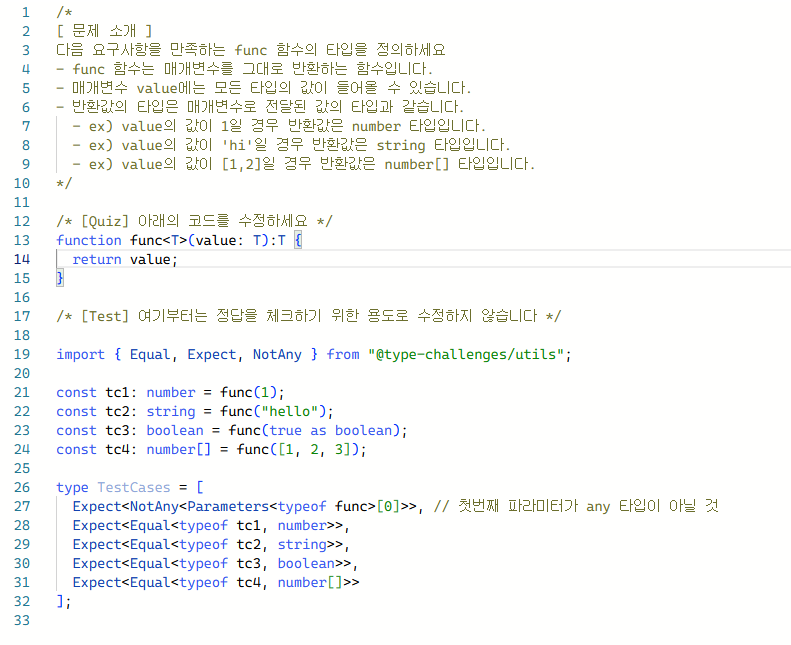 1 /*
2 [ 문제 소개 ]
3 다음 요구사항을 만족하는 func 함수의 타입을 정의하세요
4 - func 함수는 매개변수를 그대로 반환하는 함수입니다.
5 - 매개변수 value에는 모든 타입의 값이 들어올 수 있습니다.
6 - 반환값의 타입은 매개변수로 전달된 값의 타입과 같습니다.
7   - ex) value의 값이 1일 경우 반환값은 number 타입입니다.
8   - ex) value의 값이 'hi'일 경우 반환값은 string 타입입니다.
9   - ex) value의 값이 [1,2]일 경우 반환값은 number[] 타입입니다.
10 */
11
12 /* [Quiz] 아래의 코드를 수정하세요 */
13 function func<T>(value: T):T {
14   return value;
15 }
16
17 /* [Test] 여기부터는 정답을 체크하기 위한 용도로 수정하지 않습니다 */
18
19 import { Equal, Expect, NotAny } from "@type-challenges/utils";
20
21 const tc1: number = func(1);
22 const tc2: string = func("hello");
23 const tc3: boolean = func(true as boolean);
24 const tc4: number[] = func([1, 2, 3]);
25
26 type TestCases = [
27   Expect<NotAny<Parameters<typeof func>[0]>>, // 첫번째 파라미터가 any 타입이 아닐 것
28   Expect<Equal<typeof tc1, number>>,
29   Expect<Equal<typeof tc2, string>>,
30   Expect<Equal<typeof tc3, boolean>>,
31   Expect<Equal<typeof tc4, number[]>>
32 ];
33